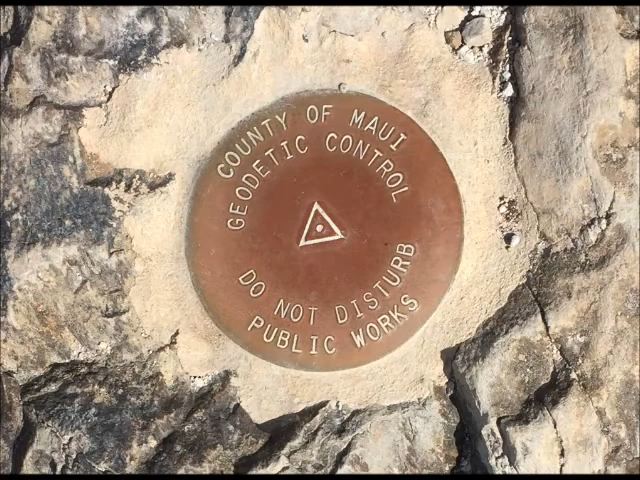 COUNTY OF MAUI
GEODETIC CONTROL
DO NOT DISTURB
PUBLIC WORKS